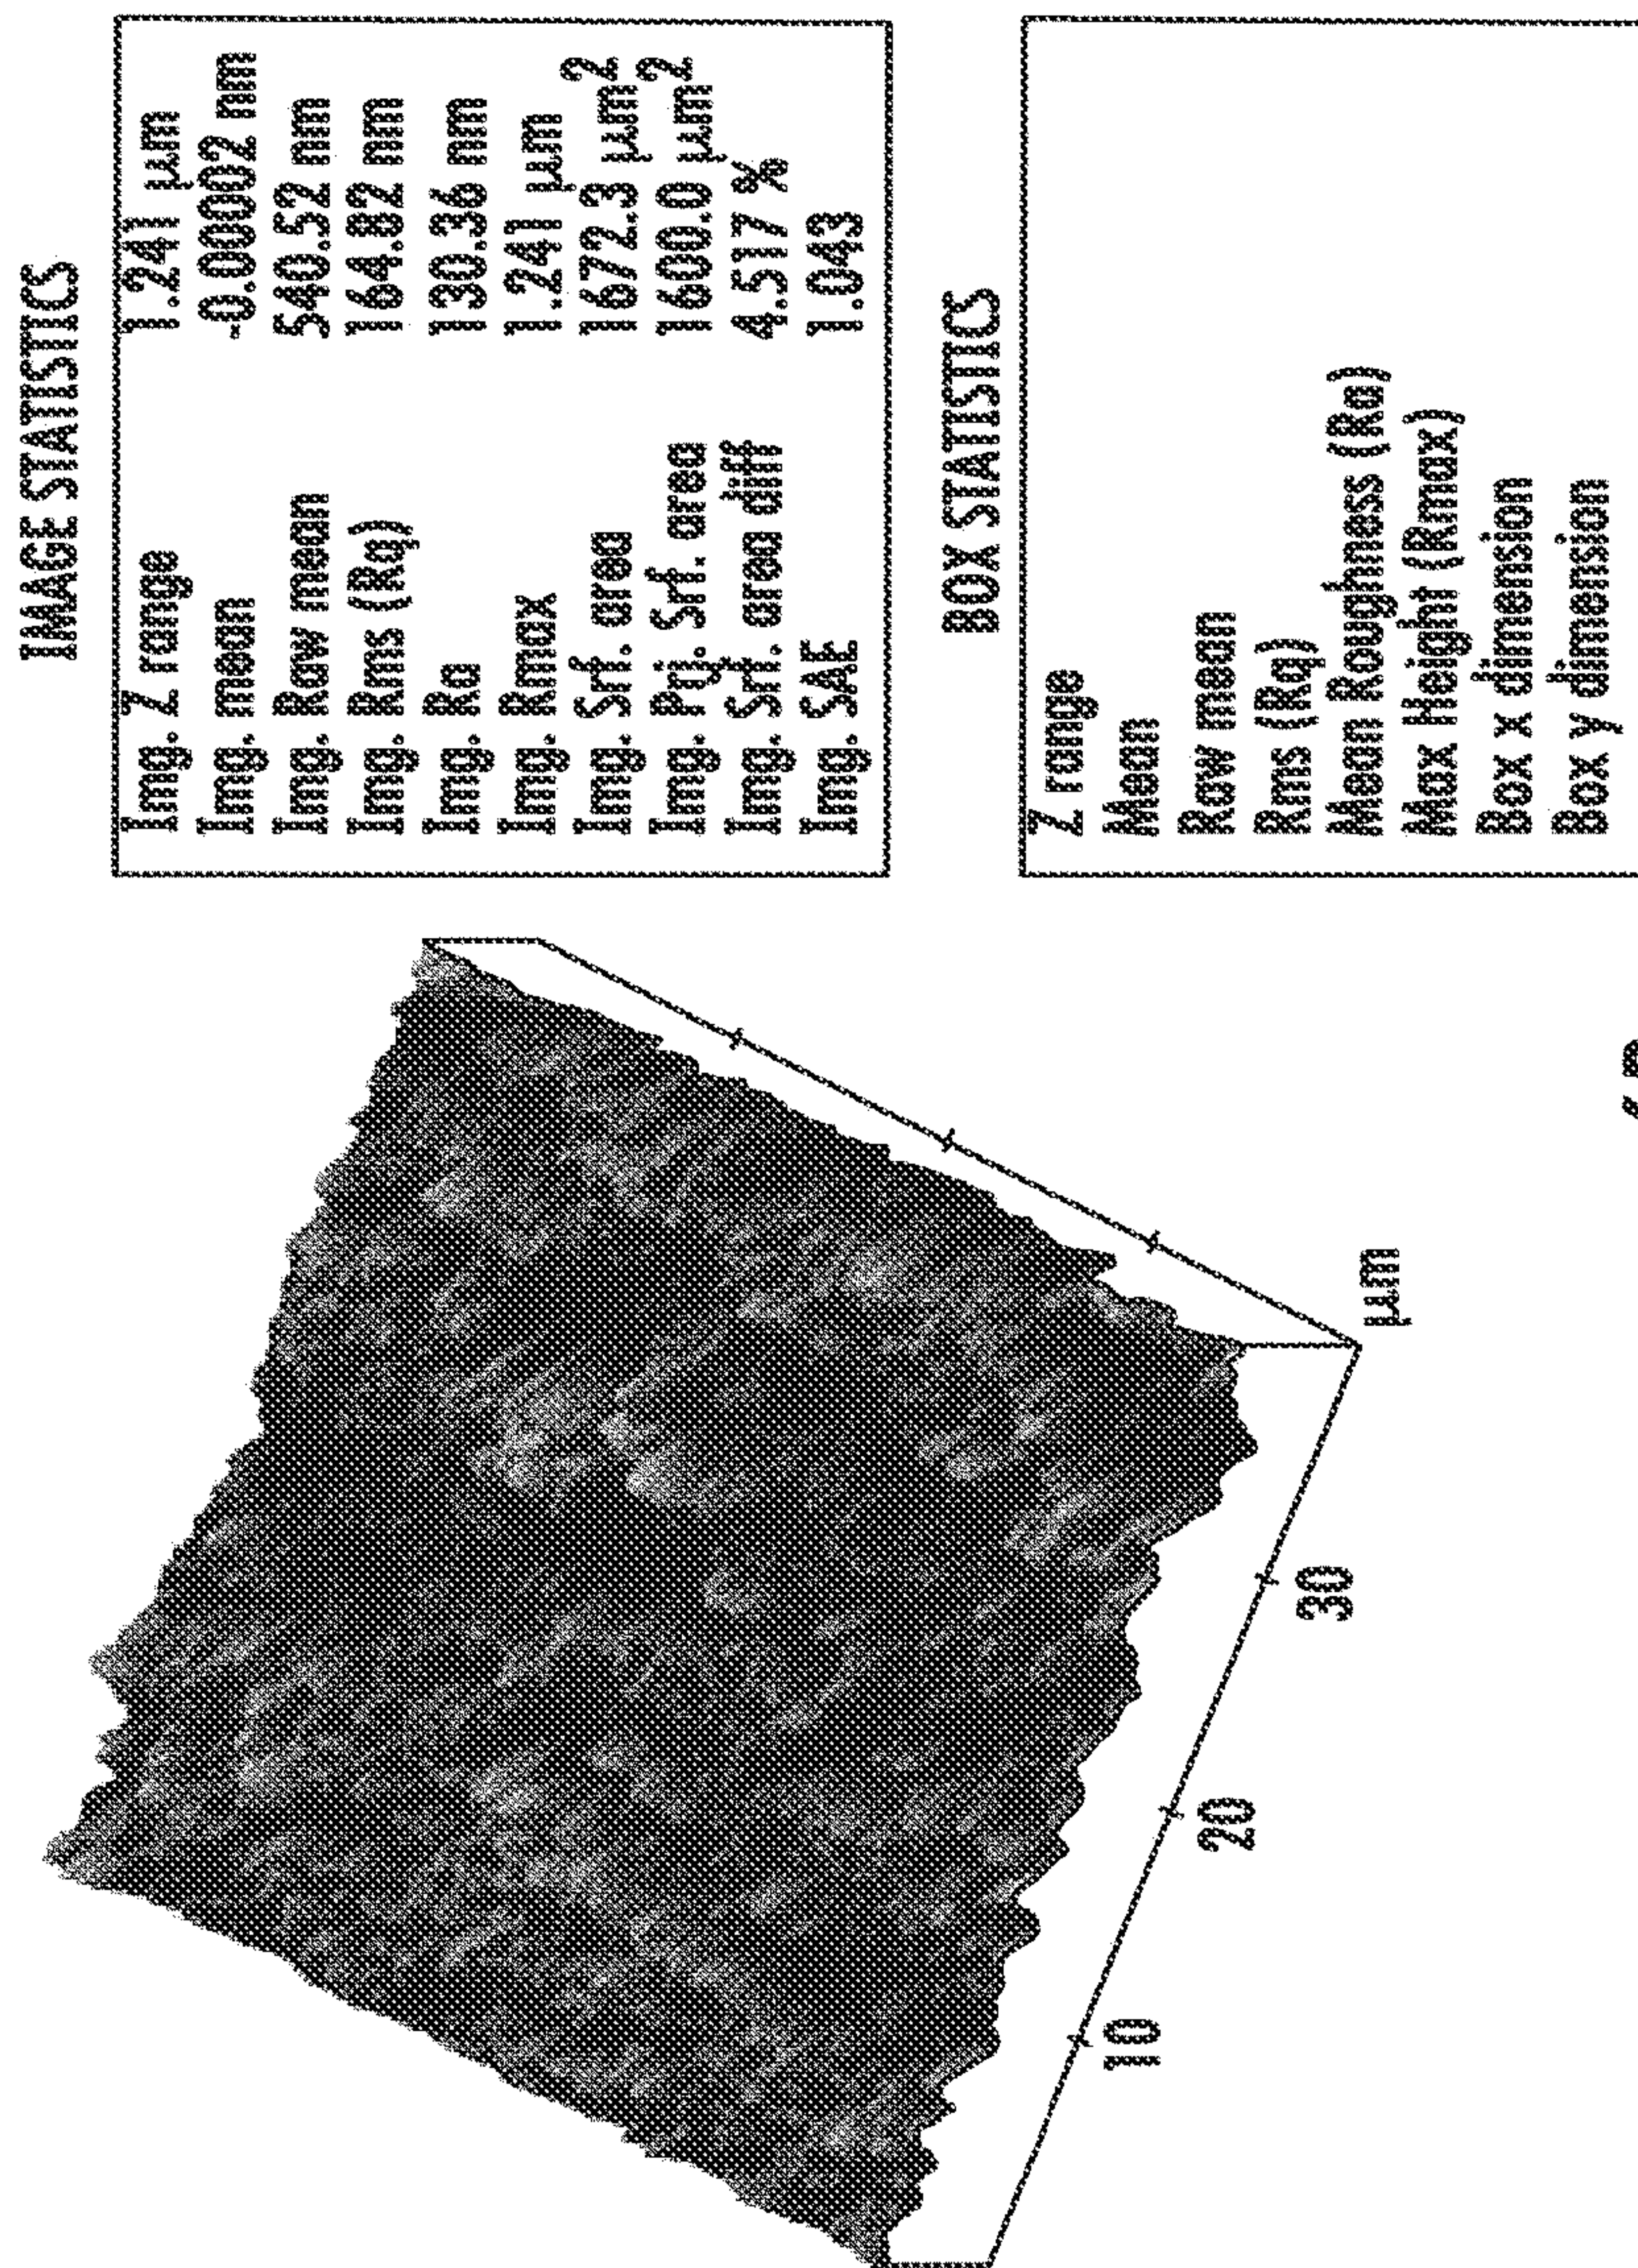 IMAGE STATISTICS
Img. Z range 1.241 µm
Img. mean -0.00002 nm
Img. Raw mean 540.52 nm
Img. Rms (Rq) 164.82 nm
Img. Ra 130.36 nm
Img. Rmax 1.241 µm
Img. Srf. area 1672.3 µm²
Img. Prj. Srf. area 1600.0 µm²
Img. Srf. area diff 4.517 %
Img. SAE 1.043
BOX STATISTICS
Z range
Mean
Raw mean
Rms (Rq)
Mean Roughness (Ra)
Max Height (Rmax)
Box x dimension
Box y dimension
10
20
30
µm